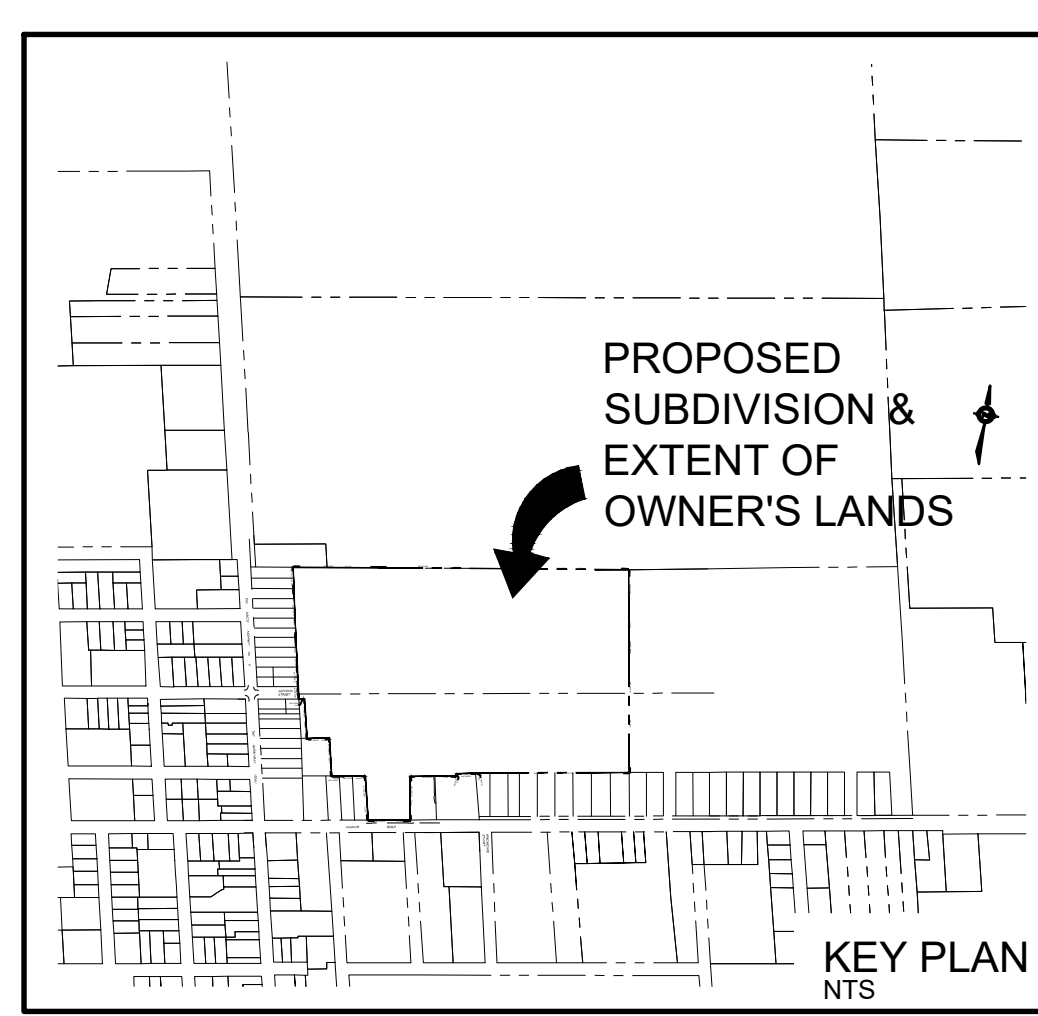 PROPOSED
SUBDIVISION &
EXTENT OF
OWNER'S LANDS
KEY PLAN
NTS